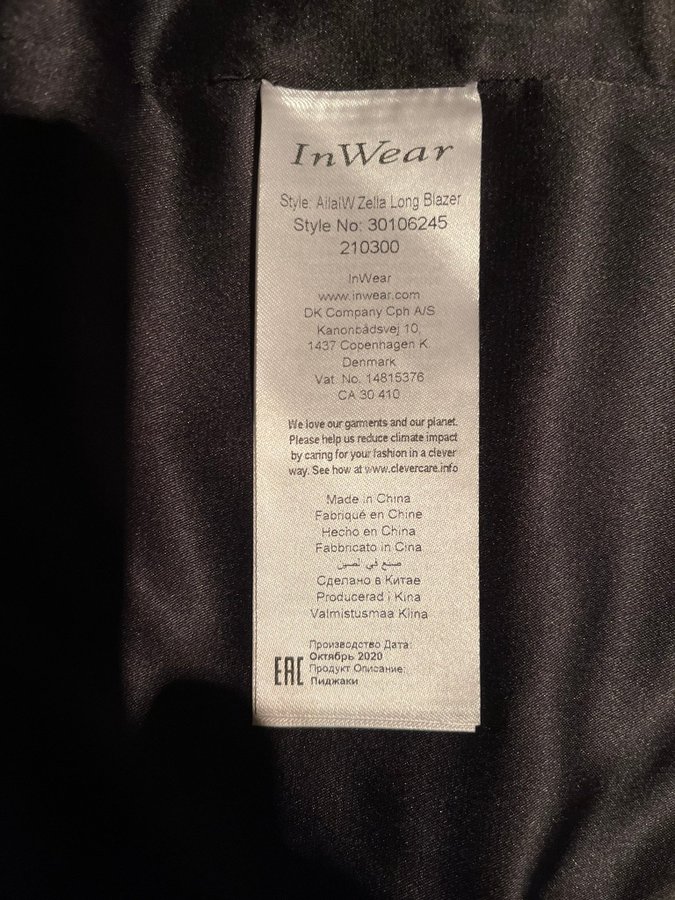 InWear
Style: AilaIW Zella Long Blazer
Style No: 30106245
210300
InWear
www.inwear.com
DK Company Cph A/S
Kanonbådsvej 10,
1437 Copenhagen K.
Denmark
Vat. No. 14815376
CA 30 410
We love our garments and our planet.
Please help us reduce climate impact
by caring for your fashion in a clever
way. See how at www.clevercare.info
Made in China
Fabriqué en Chine
Hecho en China
Fabbricato in Cina
صنع في الصين
Сделано в Китае
Producerad i Kina
Valmistusmaa Kiina
Производство Дата:
Октябрь 2020
EAC Продукт Описание:
Пиджаки